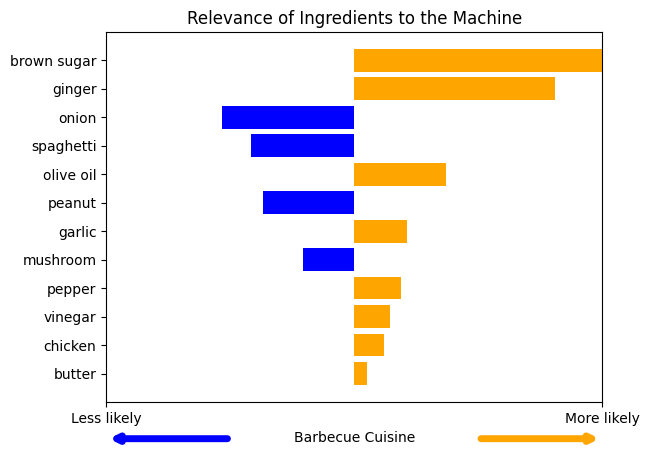 Relevance of Ingredients to the Machine
brown sugar
ginger
onion
spaghetti
olive oil
peanut
garlic
mushroom
pepper
vinegar
chicken
butter
Less likely
More likely
Barbecue Cuisine